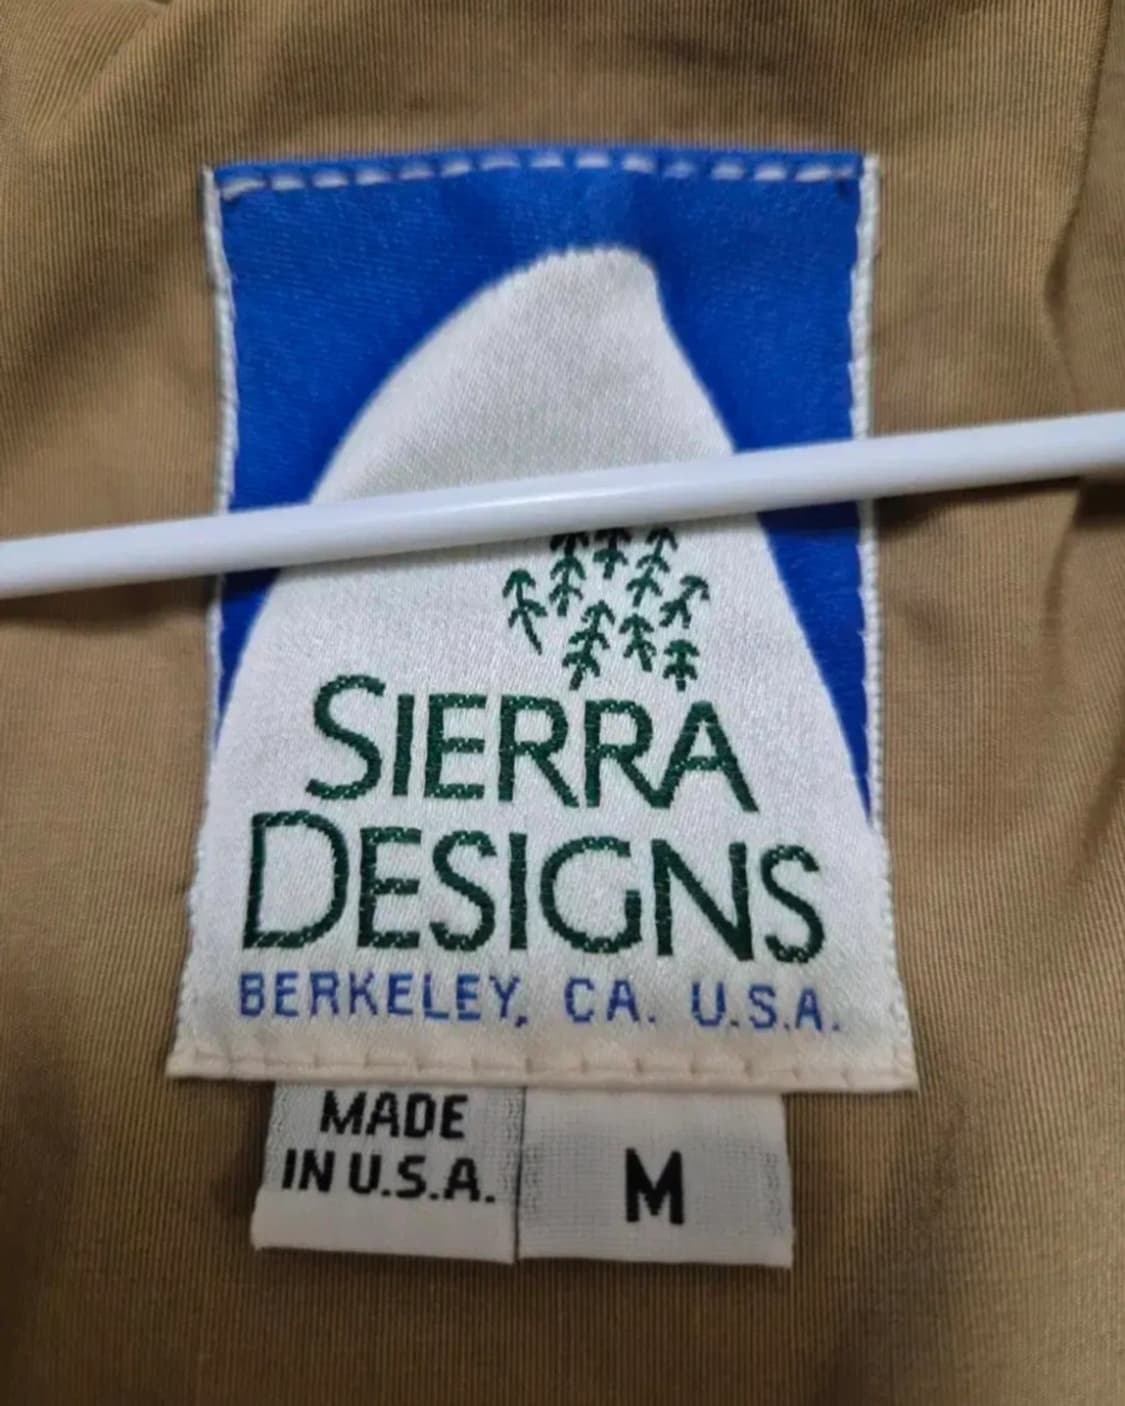 SIERRA
DESIGNS
BERKELEY, CA. U.S.A.
MADE
IN U.S.A.
M